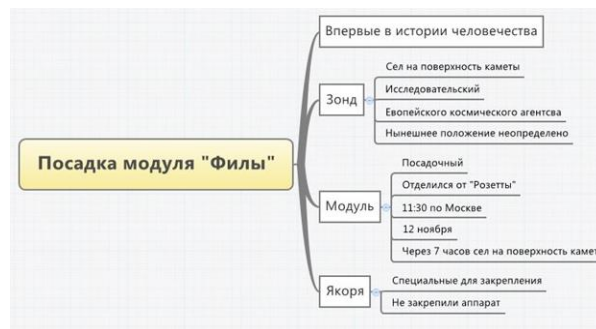 Впервые в истории человечества
Сел на поверхность каметы
Исследовательский
Зонд
Евопейского космического агентсва
Нынешнее положение неопределено
Посадка модуля "Филы"
Посадочный
Отделился от "Розетты"
Модуль
11:30 по Москве
12 ноября
Через 7 часов сел на поверхность камет
Специальные для закрепления
Якоря
Не закрепили аппарат